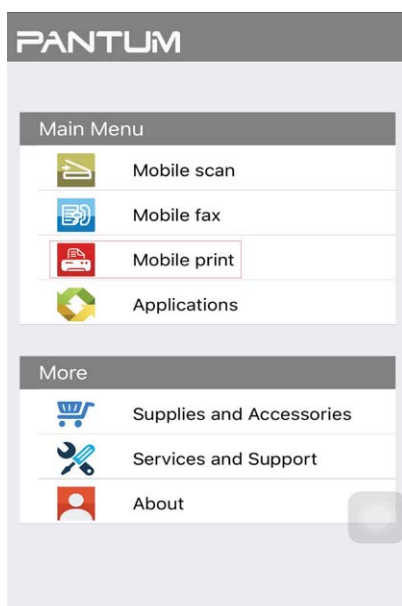 PANTUM
Main Menu
Mobile scan
Mobile fax
Mobile print
Applications
More
Supplies and Accessories
Services and Support
About